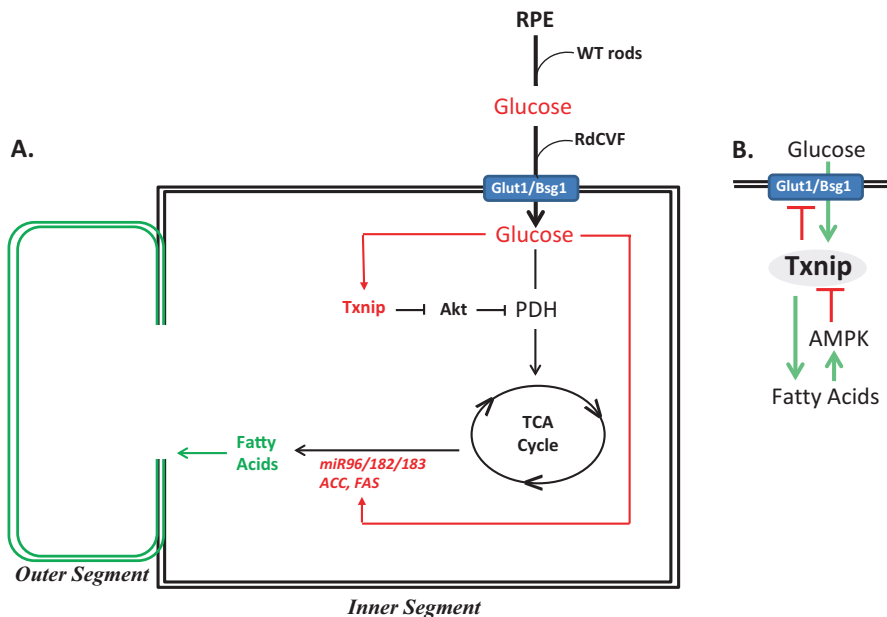 RPE
WT rods
Glucose
A.
RdCVF
Glut1/Bsg1
Glucose
Txnip
Akt
PDH
TCA
Cycle
Fatty
Acids
miR96/182/183
ACC, FAS
Outer Segment
Inner Segment
B.
Glucose
Glut1/Bsg1
Txnip
AMPK
Fatty Acids